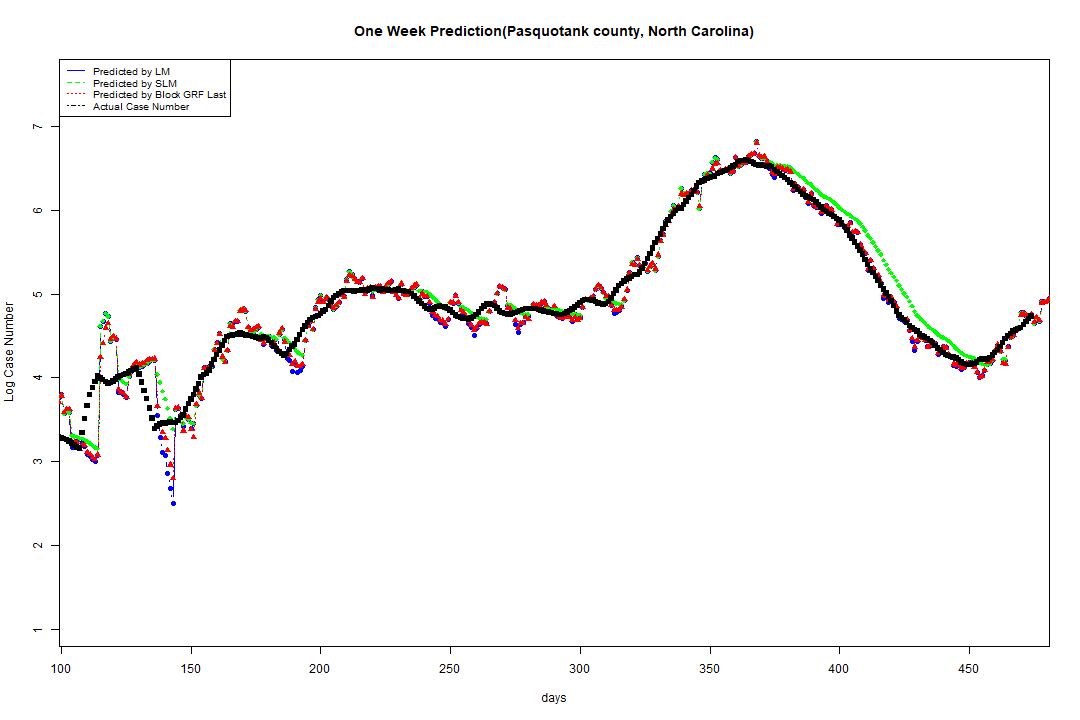 One Week Prediction(Pasquotank county, North Carolina)
Predicted by LM
Predicted by SLM
Predicted by Block GRF Last
Actual Case Number
Log Case Number
7
6
5
4
3
2
1
100 150 200 250 300 350 400 450
days